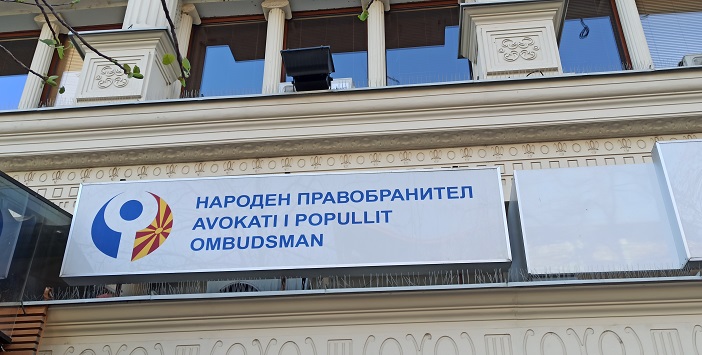 НАРОДЕН ПРАВОБРАНИТЕЛ
AVOKATI I POPULLIT
OMBUDSMAN